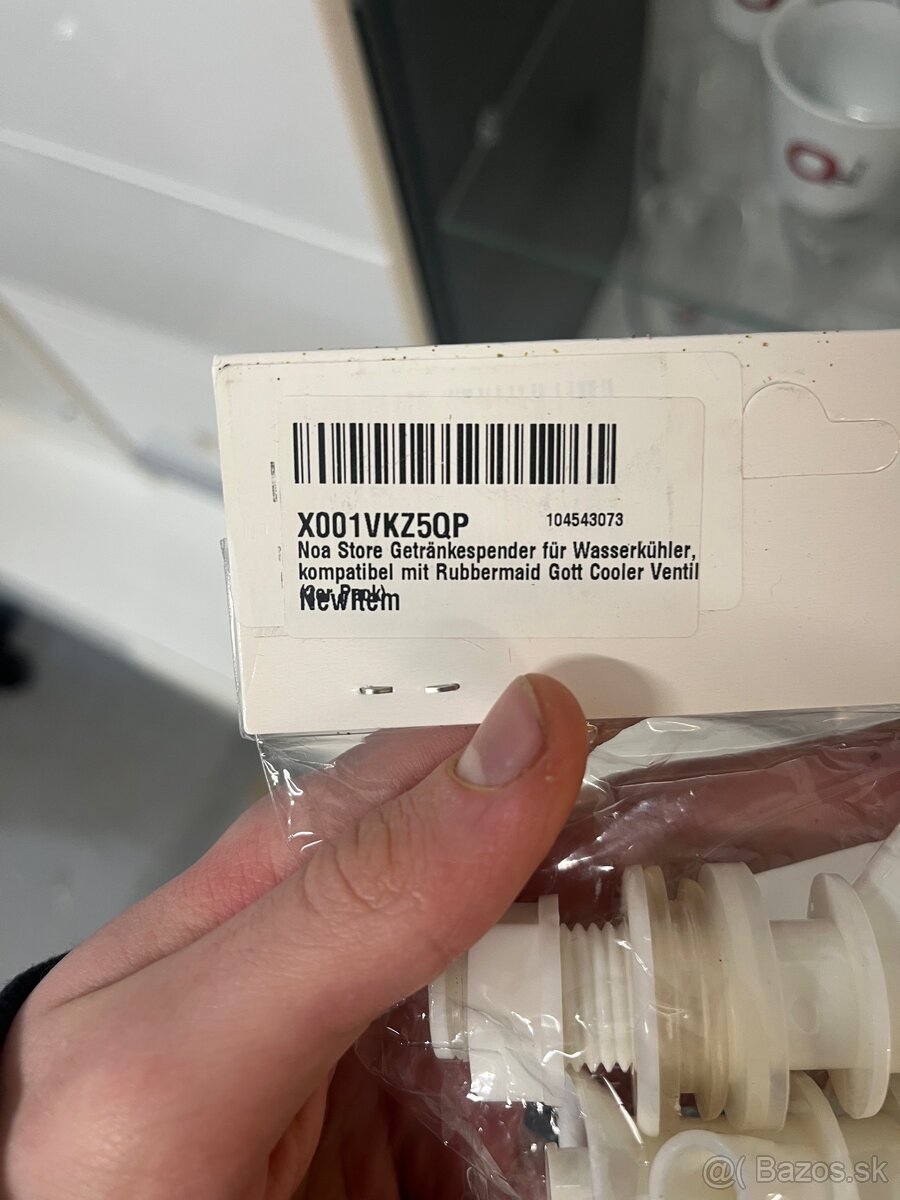 X001VKZ5QP 104543073
Noa Store Getränkespender für Wasserkühler,
kompatibel mit Rubbermaid Gott Cooler Ventil
NewItem
@( Bazos.sk